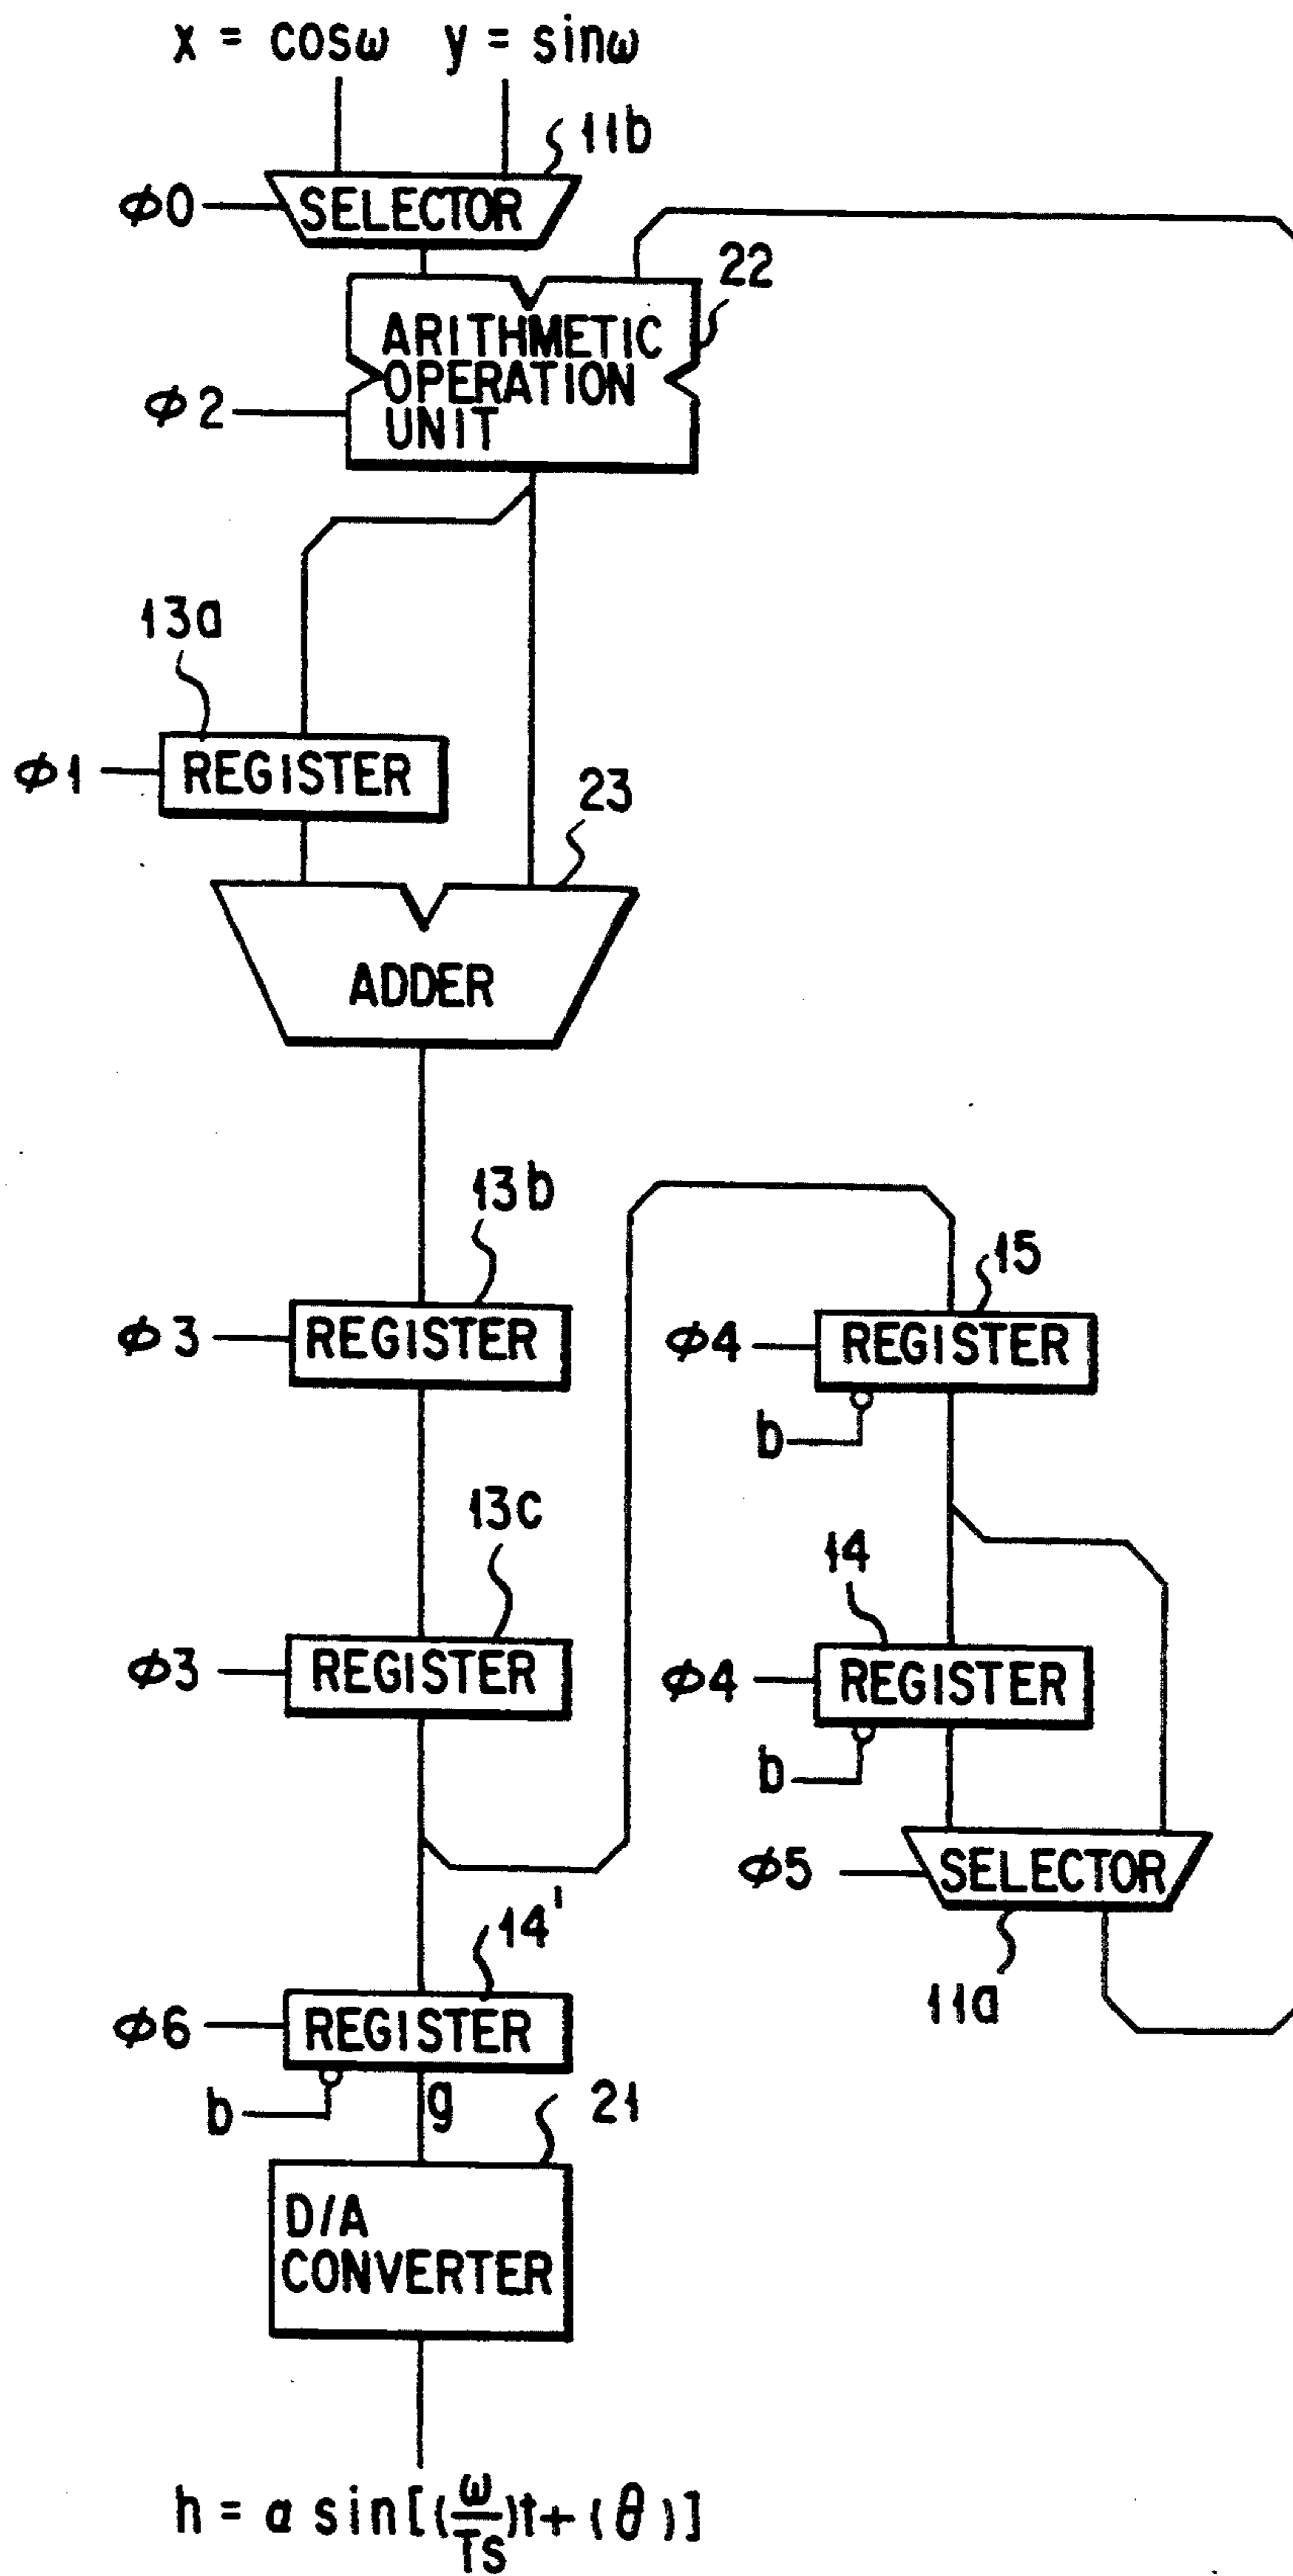 x = cosω y = sinω
11b
φ0
SELECTOR
22
ARITHMETIC
OPERATION
UNIT
φ2
13a
φ1
REGISTER
23
ADDER
13b
15
φ3
REGISTER
φ4
REGISTER
b
13c
14
φ3
REGISTER
φ4
REGISTER
b
φ5
SELECTOR
14'
11a
φ6
REGISTER
b
g
21
D/A
CONVERTER
h = α sin[(ω/Ts)t+(θ)]